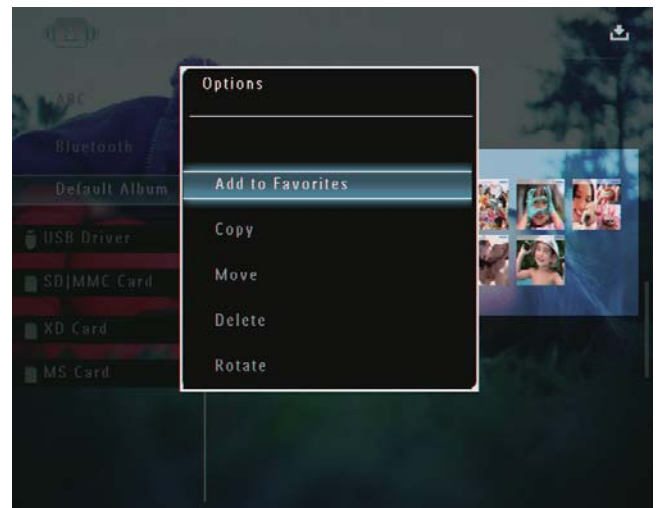 Options
ABC
Bluetooth
Default Album
USB Driver
SD|MMC Card
XD Card
MS Card
Add to Favorites
Copy
Move
Delete
Rotate